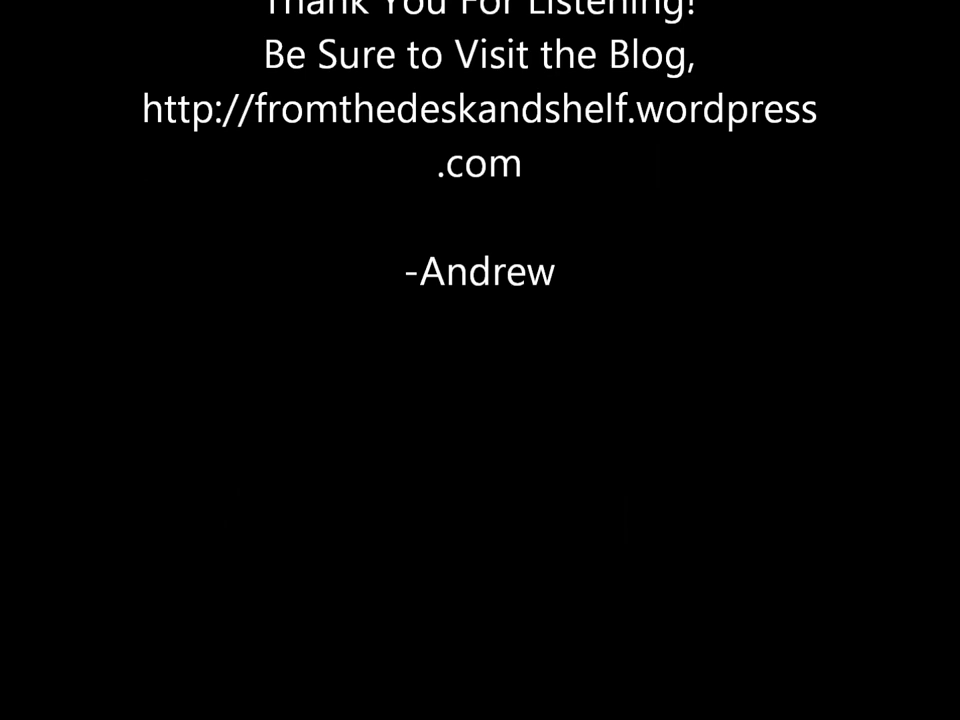 Thank You For Listening!
Be Sure to Visit the Blog,
http://fromthedeskandshelf.wordpress
.com
-Andrew